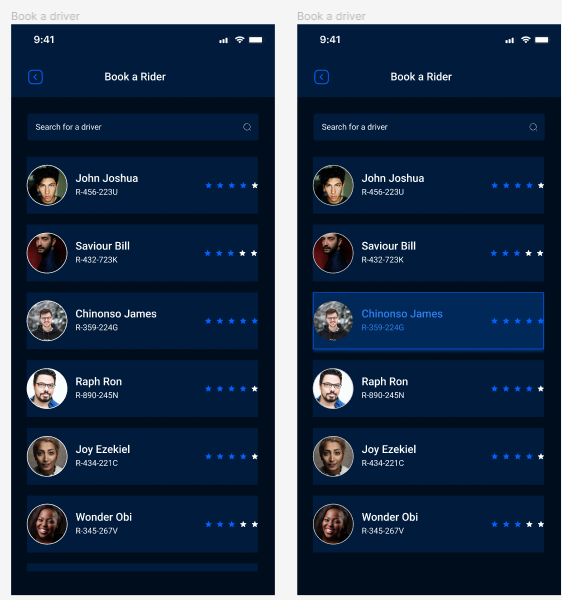 Book a driver
9:41
Book a Rider
Search for a driver
John Joshua
R-456-223U
Saviour Bill
R-432-723K
Chinonso James
R-359-224G
Raph Ron
R-890-245N
Joy Ezekiel
R-434-221C
Wonder Obi
R-345-267V
Book a driver
9:41
Book a Rider
Search for a driver
John Joshua
R-456-223U
Saviour Bill
R-432-723K
Chinonso James
R-359-224G
Raph Ron
R-890-245N
Joy Ezekiel
R-434-221C
Wonder Obi
R-345-267V